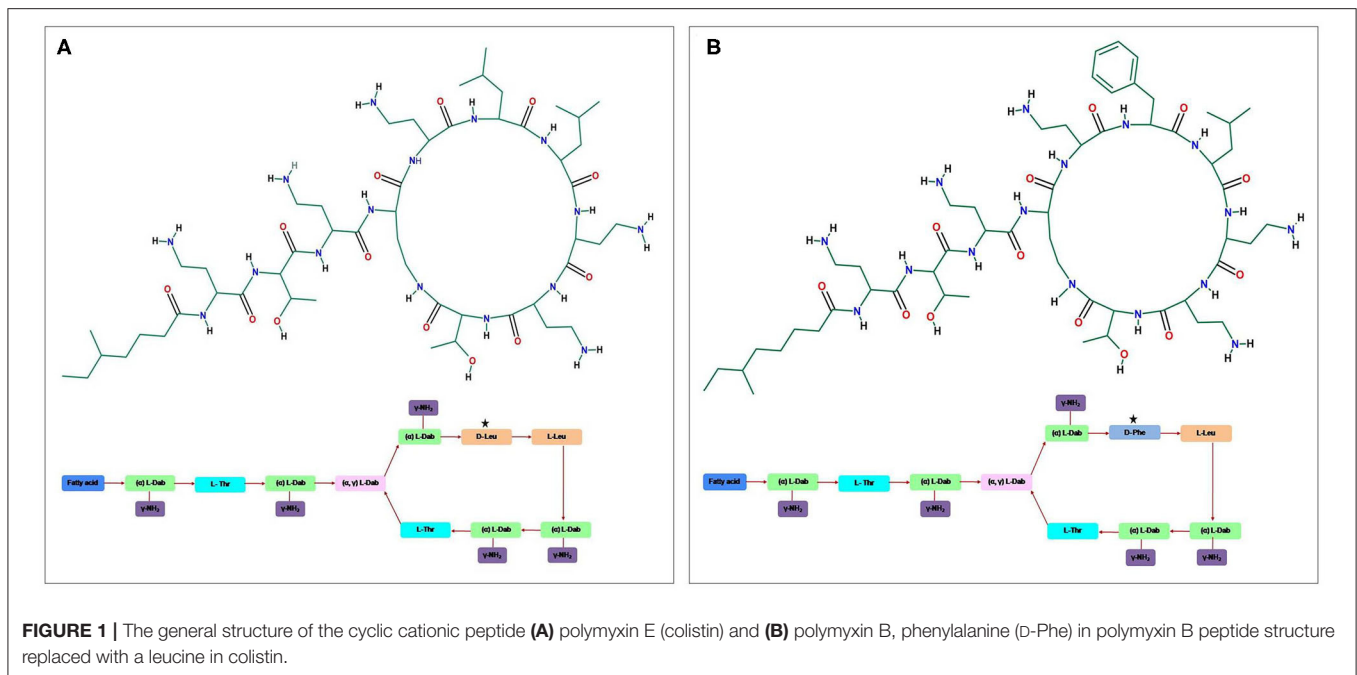 A
Fatty acid
(α) L-Dab
γ-NH₂
L- Thr
(α) L-Dab
γ-NH₂
(α, γ) L-Dab
γ-NH₂
(α) L-Dab
★
D-Leu
L-Leu
(α) L-Dab
γ-NH₂
(α) L-Dab
γ-NH₂
L-Thr
B
Fatty acid
(α) L-Dab
γ-NH₂
L- Thr
(α) L-Dab
γ-NH₂
(α, γ) L-Dab
γ-NH₂
(α) L-Dab
★
D-Phe
L-Leu
(α) L-Dab
γ-NH₂
(α) L-Dab
γ-NH₂
L-Thr
FIGURE 1 | The general structure of the cyclic cationic peptide (A) polymyxin E (colistin) and (B) polymyxin B, phenylalanine (D-Phe) in polymyxin B peptide structure
replaced with a leucine in colistin.